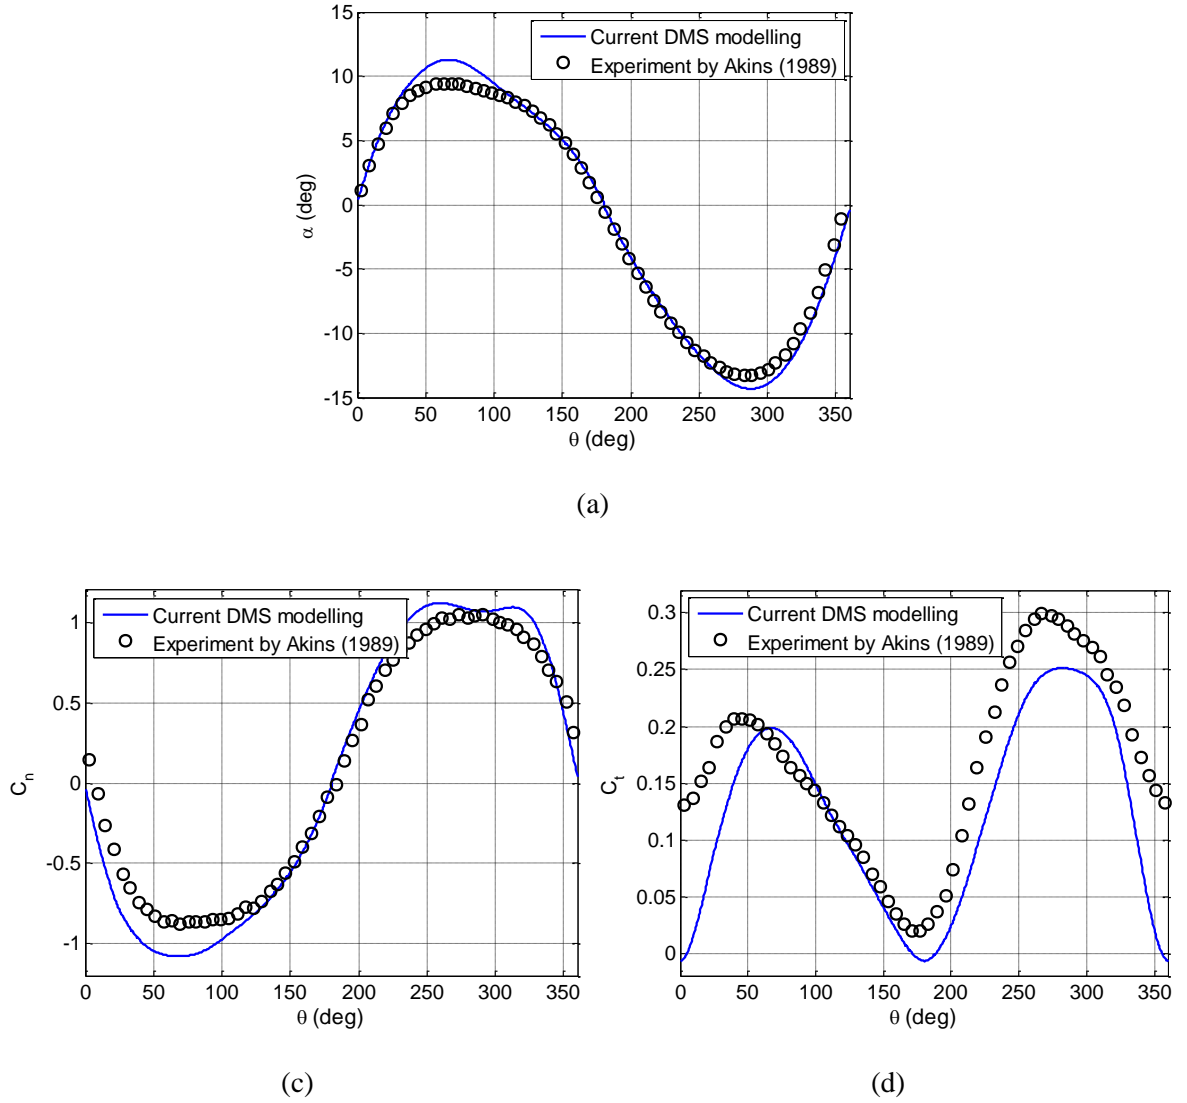 15
10
5
0
-5
-10
-15
α (deg)
0 50 100 150 200 250 300 350
θ (deg)
Current DMS modelling
Experiment by Akins (1989)
(a)
1
0.5
0
-0.5
-1
C_n
0 50 100 150 200 250 300 350
θ (deg)
Current DMS modelling
Experiment by Akins (1989)
(c)
0.3
0.25
0.2
0.15
0.1
0.05
0
C_t
0 50 100 150 200 250 300 350
θ (deg)
Current DMS modelling
Experiment by Akins (1989)
(d)